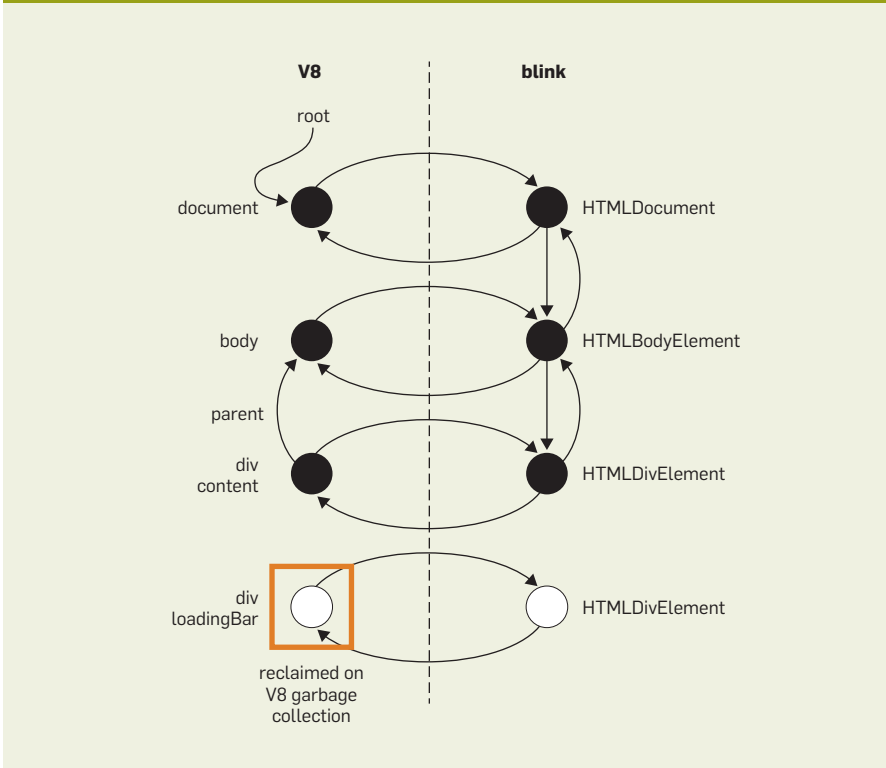 V8
blink
root
document
HTMLDocument
body
HTMLBodyElement
parent
div
content
HTMLDivElement
div
loadingBar
HTMLDivElement
reclaimed on
V8 garbage
collection